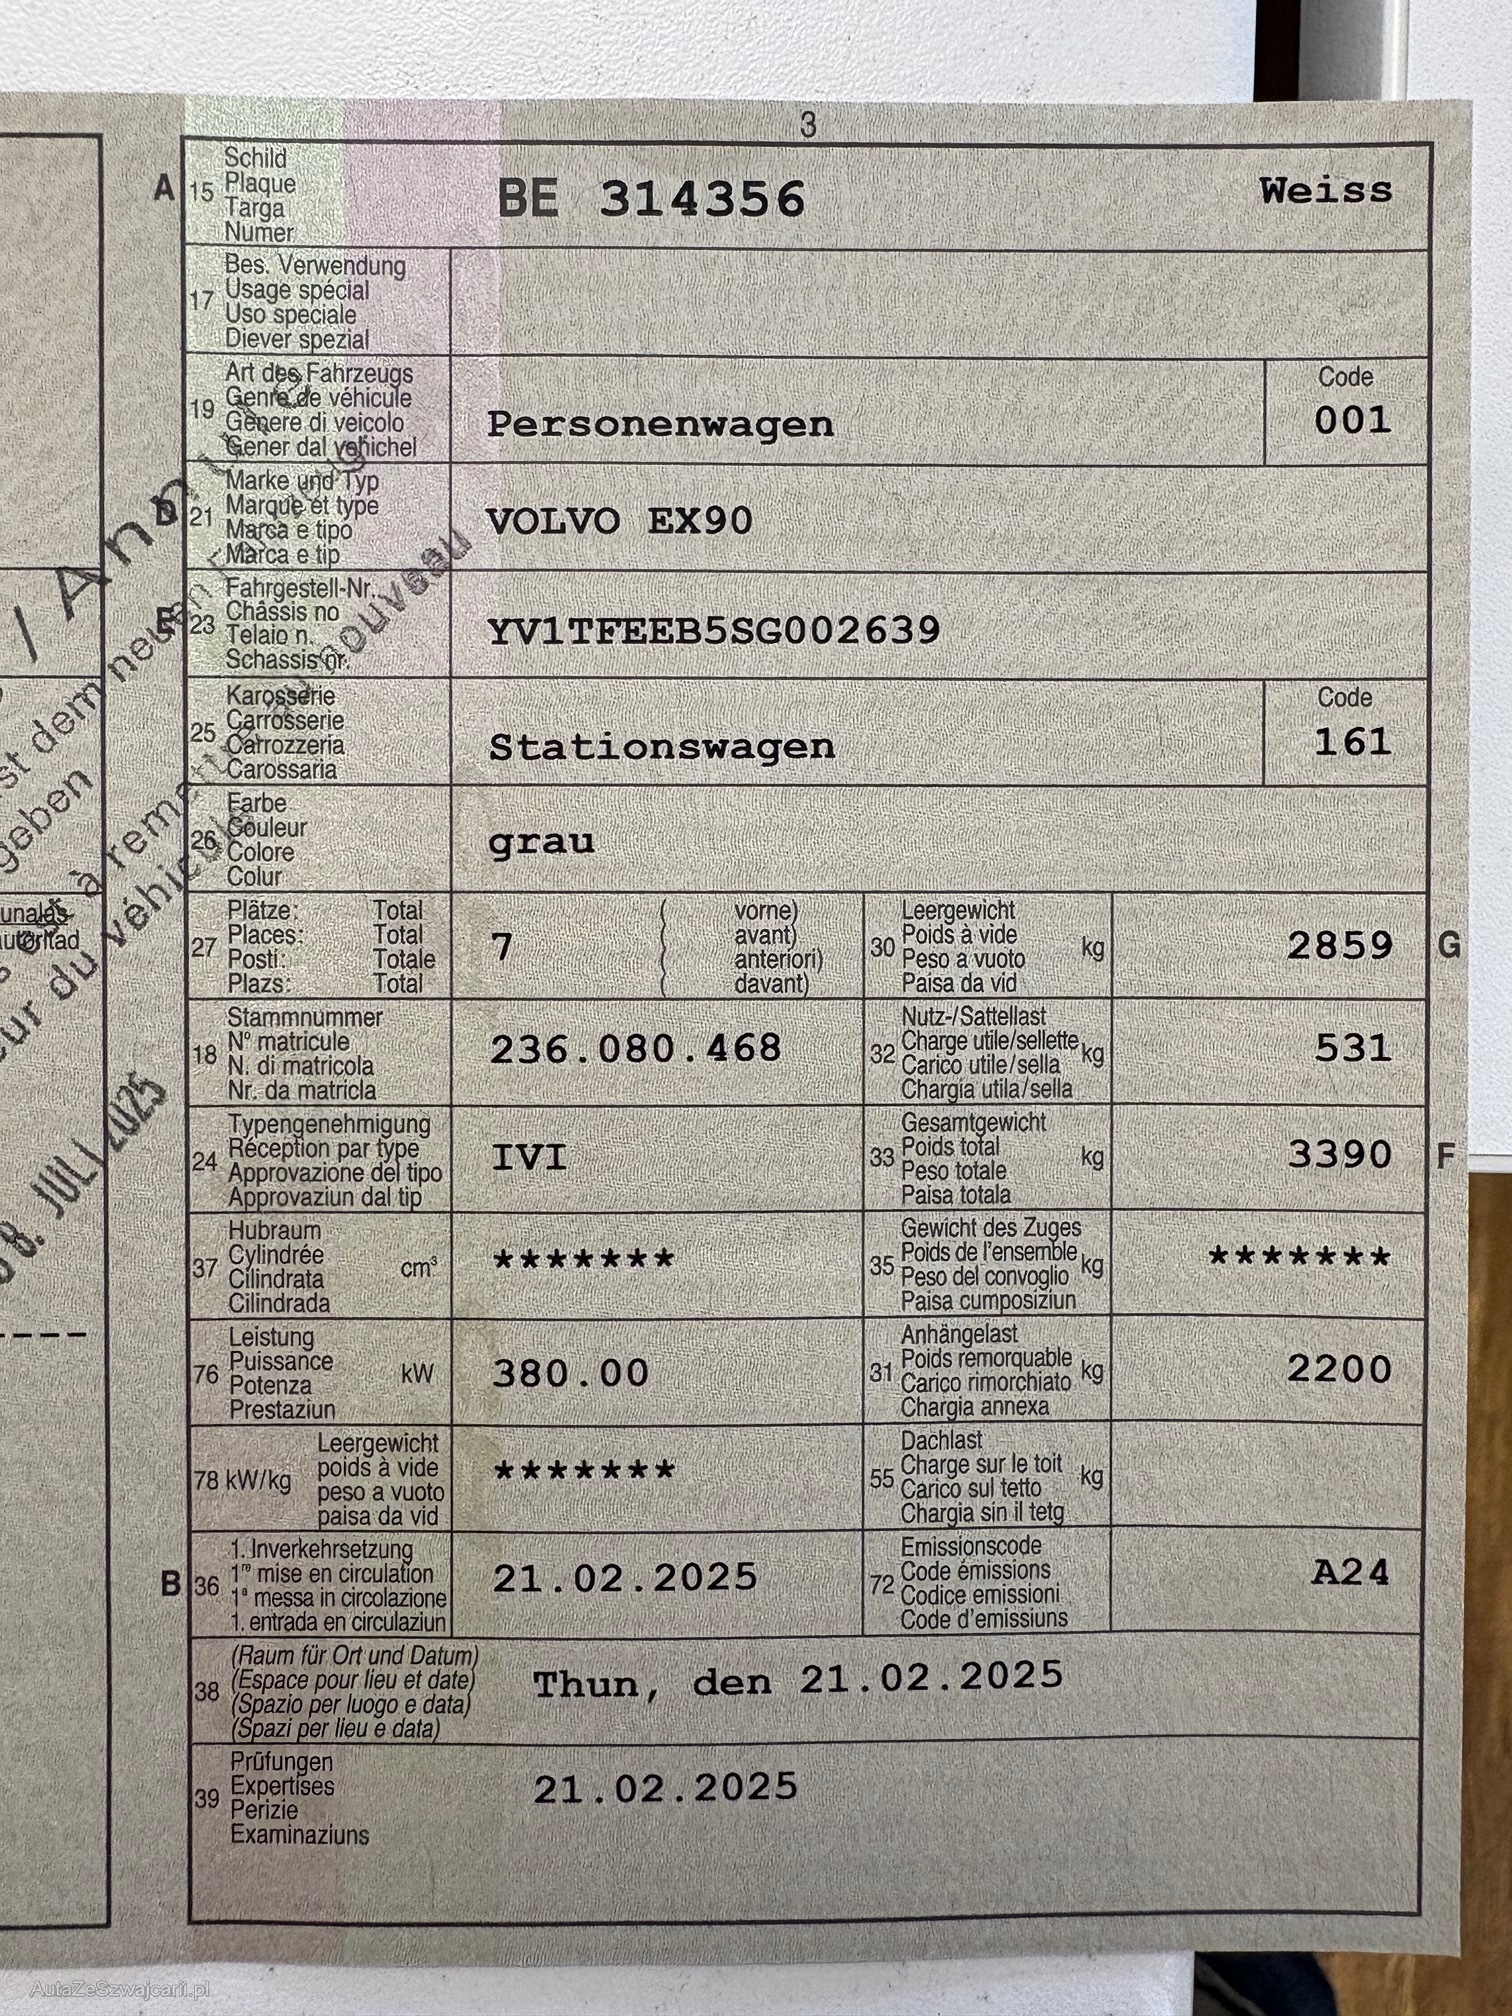 3
A 15 Schild
Plaque
Targa
Numer
BE 314356 Weiss
17 Bes. Verwendung
Usage spécial
Uso speciale
Diever spezial
19 Art des Fahrzeugs
Genre de véhicule
Genere di veicolo
Gener dal vehichel
Personenwagen
Code
001
D 21 Marke und Typ
Marque et type
Marca e tipo
Marca e tip
VOLVO EX90
E 23 Fahrgestell-Nr.
Châssis no
Telaio n.
Schassis nr.
YV1TFEEB5SG002639
25 Karosserie
Carrosserie
Carrozzeria
Carossaria
Stationswagen
Code
161
26 Farbe
Couleur
Colore
Colur
grau
27 Plätze: Total
Places: Total
Posti: Totale
Plazs: Total
7
( vorne)
( avant)
( anteriori)
( davant)
30 Leergewicht
Poids à vide
Peso a vuoto
Paisa da vid
kg
2859 G
18 Stammnummer
N° matricule
N. di matricola
Nr. da matricla
236.080.468
32 Nutz-/Sattellast
Charge utile/sellette
Carico utile/sella
Chargia utila/sella
kg
531
24 Typengenehmigung
Réception par type
Approvazione del tipo
Approvaziun dal tip
IVI
33 Gesamtgewicht
Poids total
Peso totale
Paisa totala
kg
3390 F
37 Hubraum
Cylindrée
Cilindrata
Cilindrada
cm³
*******
35 Gewicht des Zuges
Poids de l'ensemble
Peso del convoglio
Paisa cumposiziun
kg
*******
76 Leistung
Puissance
Potenza
Prestaziun
kW
380.00
31 Anhängelast
Poids remorquable
Carico rimorchiato
Chargia annexa
kg
2200
78 kW/kg
Leergewicht
poids à vide
peso a vuoto
paisa da vid
*******
55 Dachlast
Charge sur le toit
Carico sul tetto
Chargia sin il tetg
kg
B 36 1. Inverkehrsetzung
1re mise en circulation
1a messa in circolazione
1. entrada en circulaziun
21.02.2025
72 Emissionscode
Code émissions
Codice emissioni
Code d'emissiuns
A24
38 (Raum für Ort und Datum)
(Espace pour lieu et date)
(Spazio per luogo e data)
(Spazi per lieu e data)
Thun, den 21.02.2025
39 Prüfungen
Expertises
Perizie
Examinaziuns
21.02.2025
dem neuen
geben
à remettre au nouveau
du véhicule
8. JULI 2025
AutaZeSzwajcarii.pl